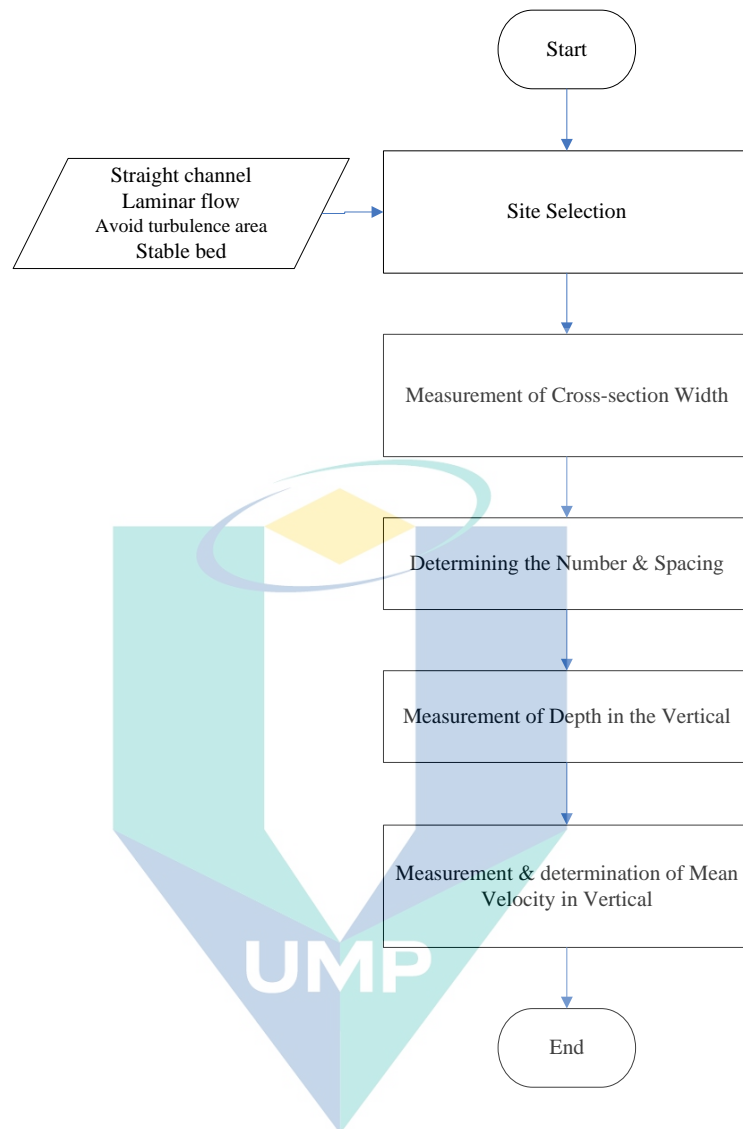 Start
Straight channel
Laminar flow
Avoid turbulence area
Stable bed
Site Selection
Measurement of Cross-section Width
Determining the Number & Spacing
Measurement of Depth in the Vertical
Measurement & determination of Mean
Velocity in Vertical
UMP
End